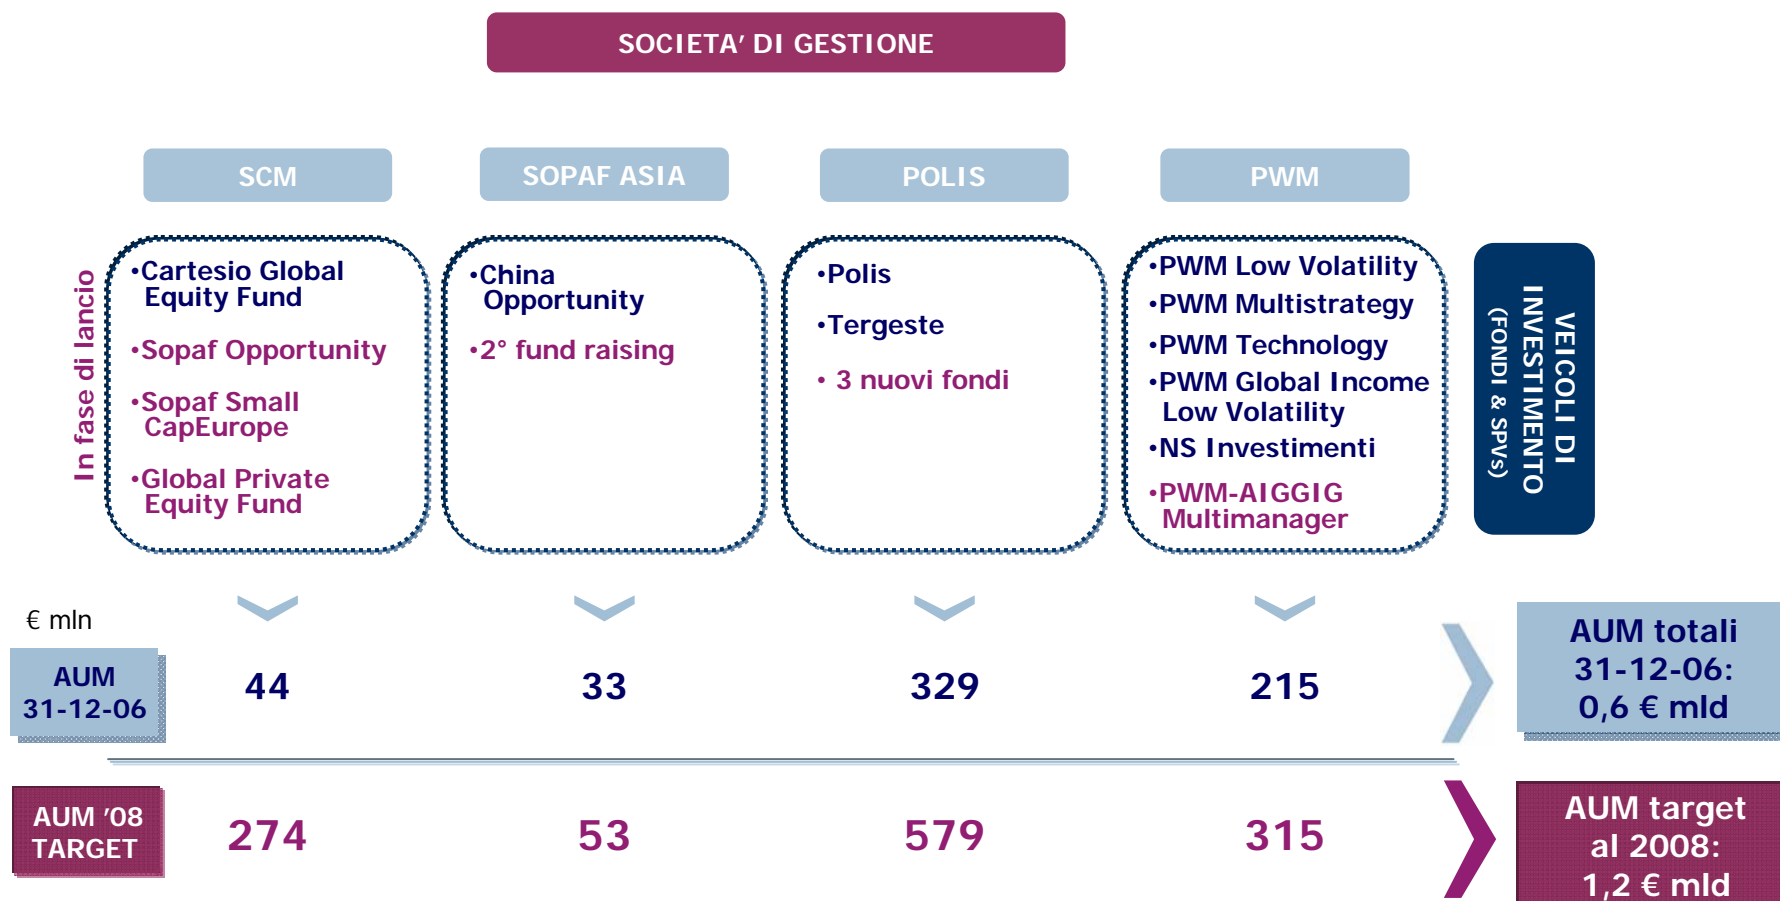 SOCIETA’ DI GESTIONE
SCM
SOPAF ASIA
POLIS
PWM
In fase di lancio
•Cartesio Global
Equity Fund
•Sopaf Opportunity
•Sopaf Small
CapEurope
•Global Private
Equity Fund
•China
Opportunity
•2° fund raising
•Polis
•Tergeste
• 3 nuovi fondi
•PWM Low Volatility
•PWM Multistrategy
•PWM Technology
•PWM Global Income
Low Volatility
•NS Investimenti
•PWM-AIGGIG
Multimanager
VEICOLI DI
INVESTIMENTO
(FONDI & SPVs)
€ mln
AUM
31-12-06
44
33
329
215
AUM totali
31-12-06:
0,6 € mld
AUM ’08
TARGET
274
53
579
315
AUM target
al 2008:
1,2 € mld